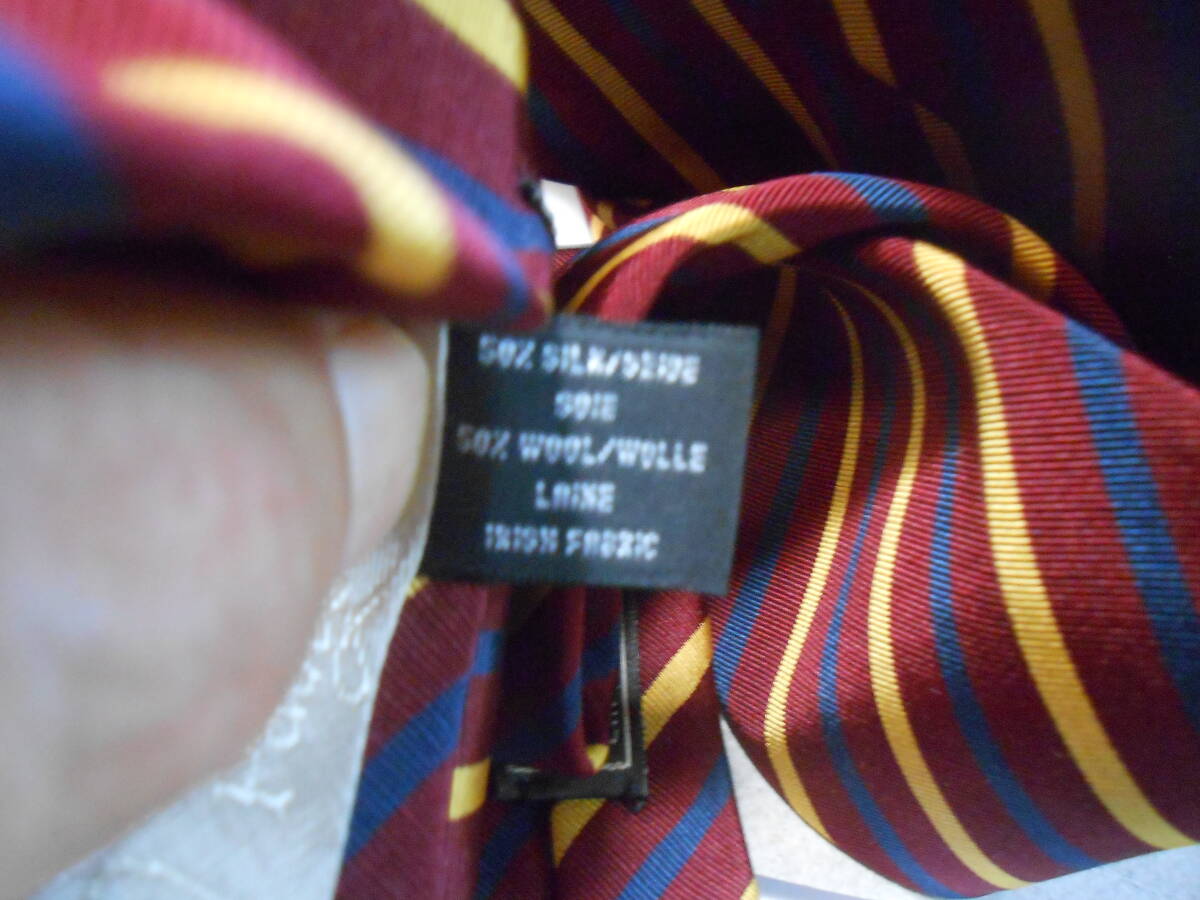 50% SILK/SEIDE
SOIE
50% WOOL/WOLLE
LAINE
IRISH FABRIC